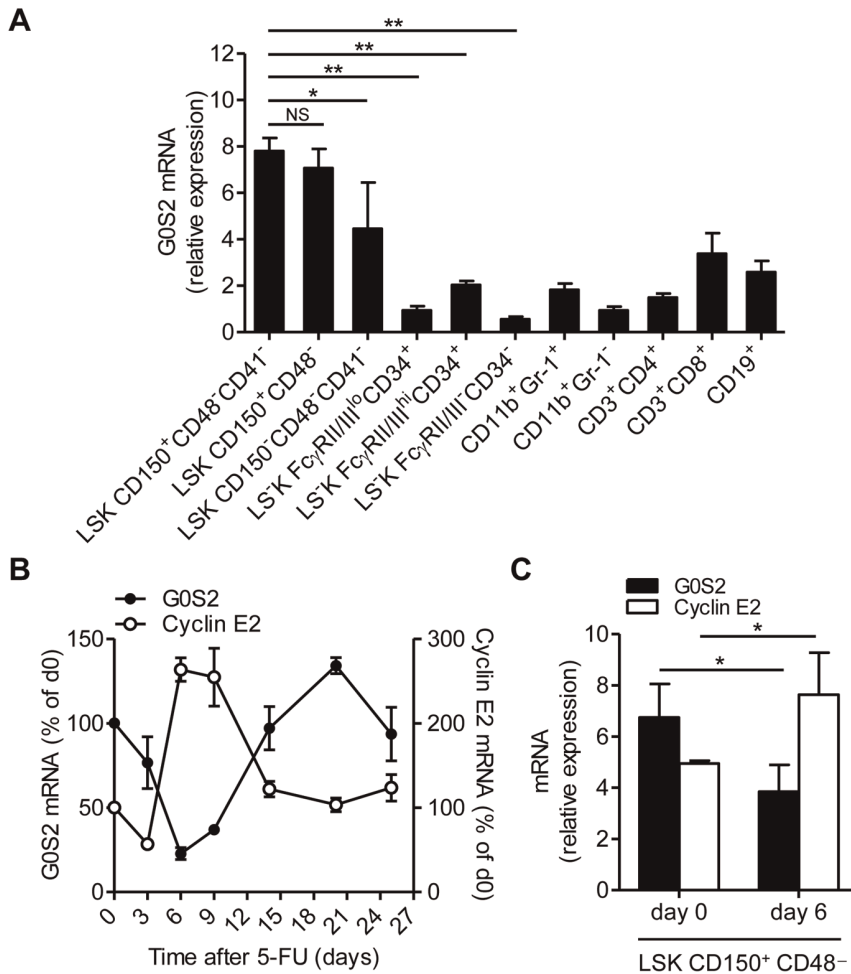 A
**
**
**
*
NS
12
10
8
6
4
2
0
G0S2 mRNA
(relative expression)
LSK CD150⁺CD48⁻CD41⁻
LSK CD150⁺CD48⁻
LSK CD150⁻CD48⁻CD41⁻
LS⁻K FcγRII/IIIˡᵒCD34⁺
LS⁻K FcγRII/IIIʰⁱCD34⁺
LS⁻K FcγRII/III⁻CD34⁻
CD11b⁺Gr-1⁺
CD11b⁺Gr-1⁻
CD3⁺CD4⁺
CD3⁺CD8⁺
CD19⁺
B
G0S2
Cyclin E2
150
100
50
0
G0S2 mRNA (% of d0)
300
200
100
0
Cyclin E2 mRNA (% of d0)
0 3 6 9 12 15 18 21 24 27
Time after 5-FU (days)
C
G0S2
Cyclin E2
*
*
10
8
6
4
2
0
mRNA
(relative expression)
day 0 day 6
LSK CD150⁺ CD48⁻